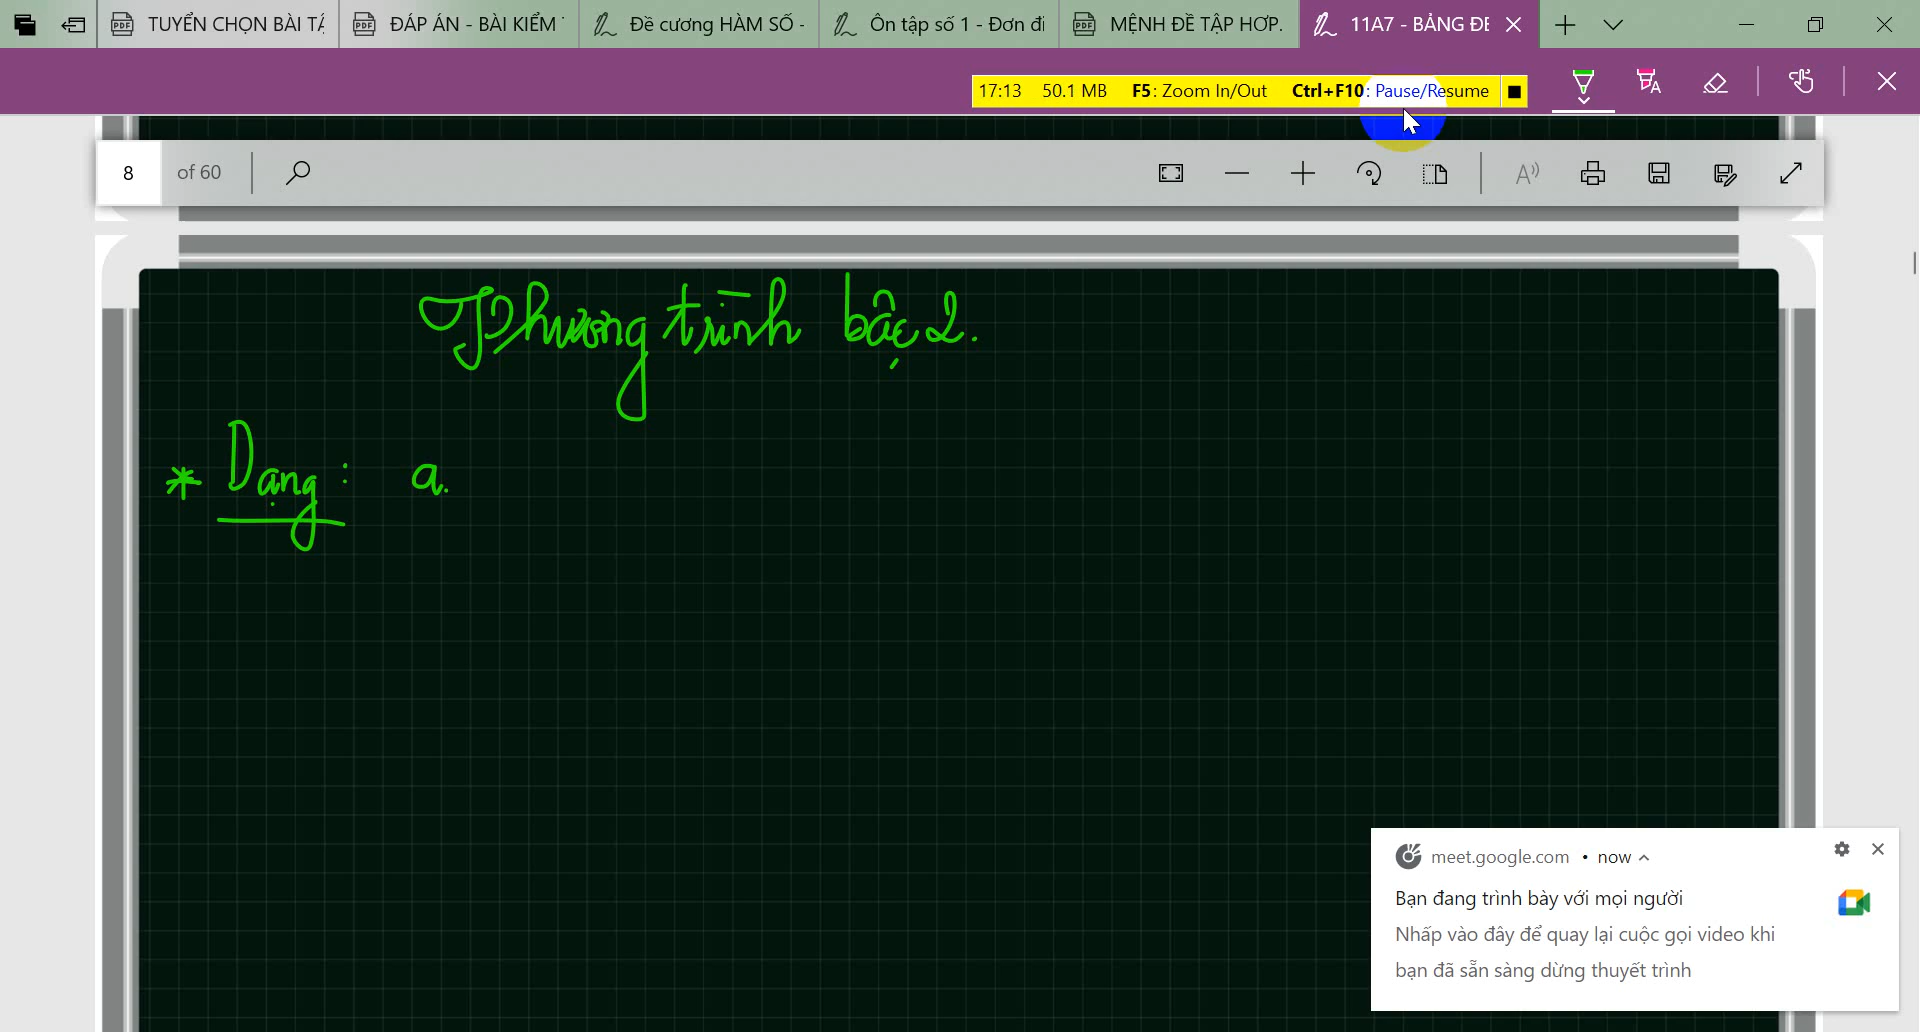 TUYỂN CHỌN BÀI TẬ
ĐÁP ÁN - BÀI KIỂM T
Đề cương HÀM SỐ -
Ôn tập số 1 - Đơn đi
MỆNH ĐỀ TẬP HƠP.
11A7 - BẢNG ĐE
17:13 50.1 MB F5: Zoom In/Out Ctrl+F10: Pause/Resume
8 of 60
Phương trình bậc 2.
* Dạng: a.
meet.google.com • now
Bạn đang trình bày với mọi người
Nhấp vào đây để quay lại cuộc gọi video khi
bạn đã sẵn sàng dừng thuyết trình